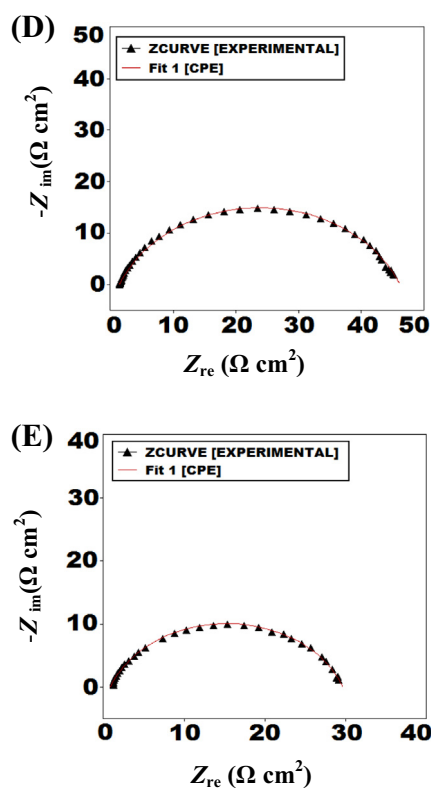 (D)
50
40
30
20
10
0
-Z im(Ω cm²)
ZCURVE [EXPERIMENTAL]
Fit 1 [CPE]
0 10 20 30 40 50
Zre (Ω cm²)
(E)
40
30
20
10
0
-Z im(Ω cm²)
ZCURVE [EXPERIMENTAL]
Fit 1 [CPE]
0 10 20 30 40
Zre (Ω cm²)